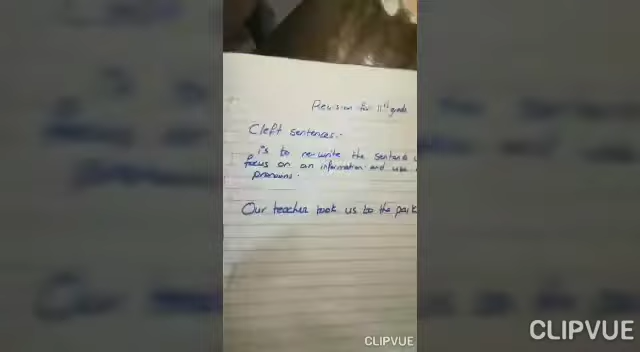 Revision for 11th grade
Cleft sentences:-
is to re-write the sentence
focus on an information and use
pronouns.
Our teacher took us to the park
CLIPVUE
CLIPVUE